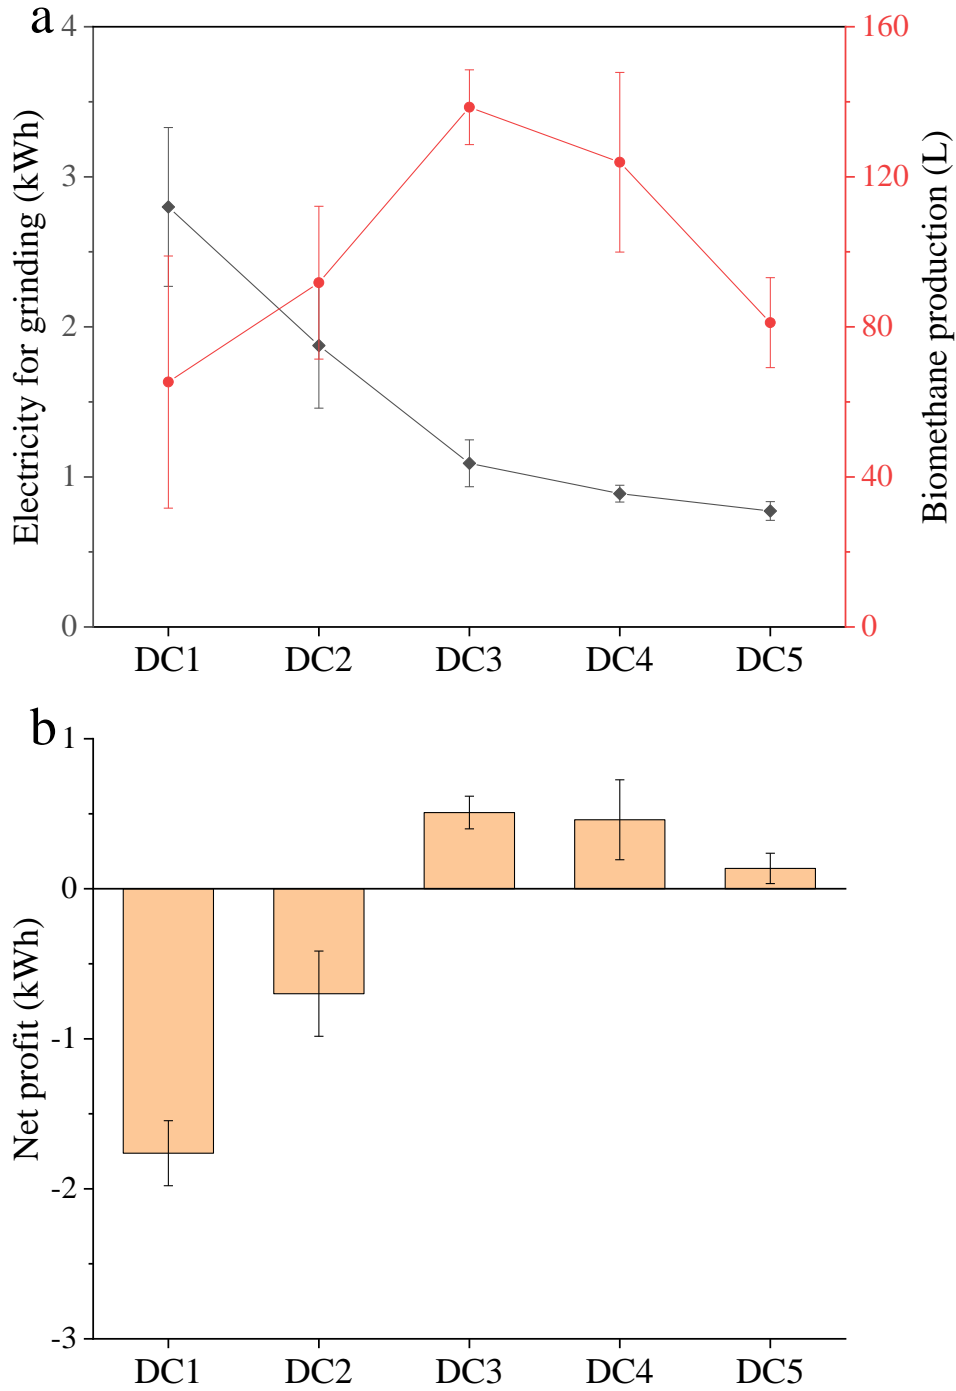 a
4
3
2
1
0
Electricity for grinding (kWh)
160
120
80
40
0
Biomethane production (L)
DC1 DC2 DC3 DC4 DC5
b
1
0
-1
-2
-3
Net profit (kWh)
DC1 DC2 DC3 DC4 DC5